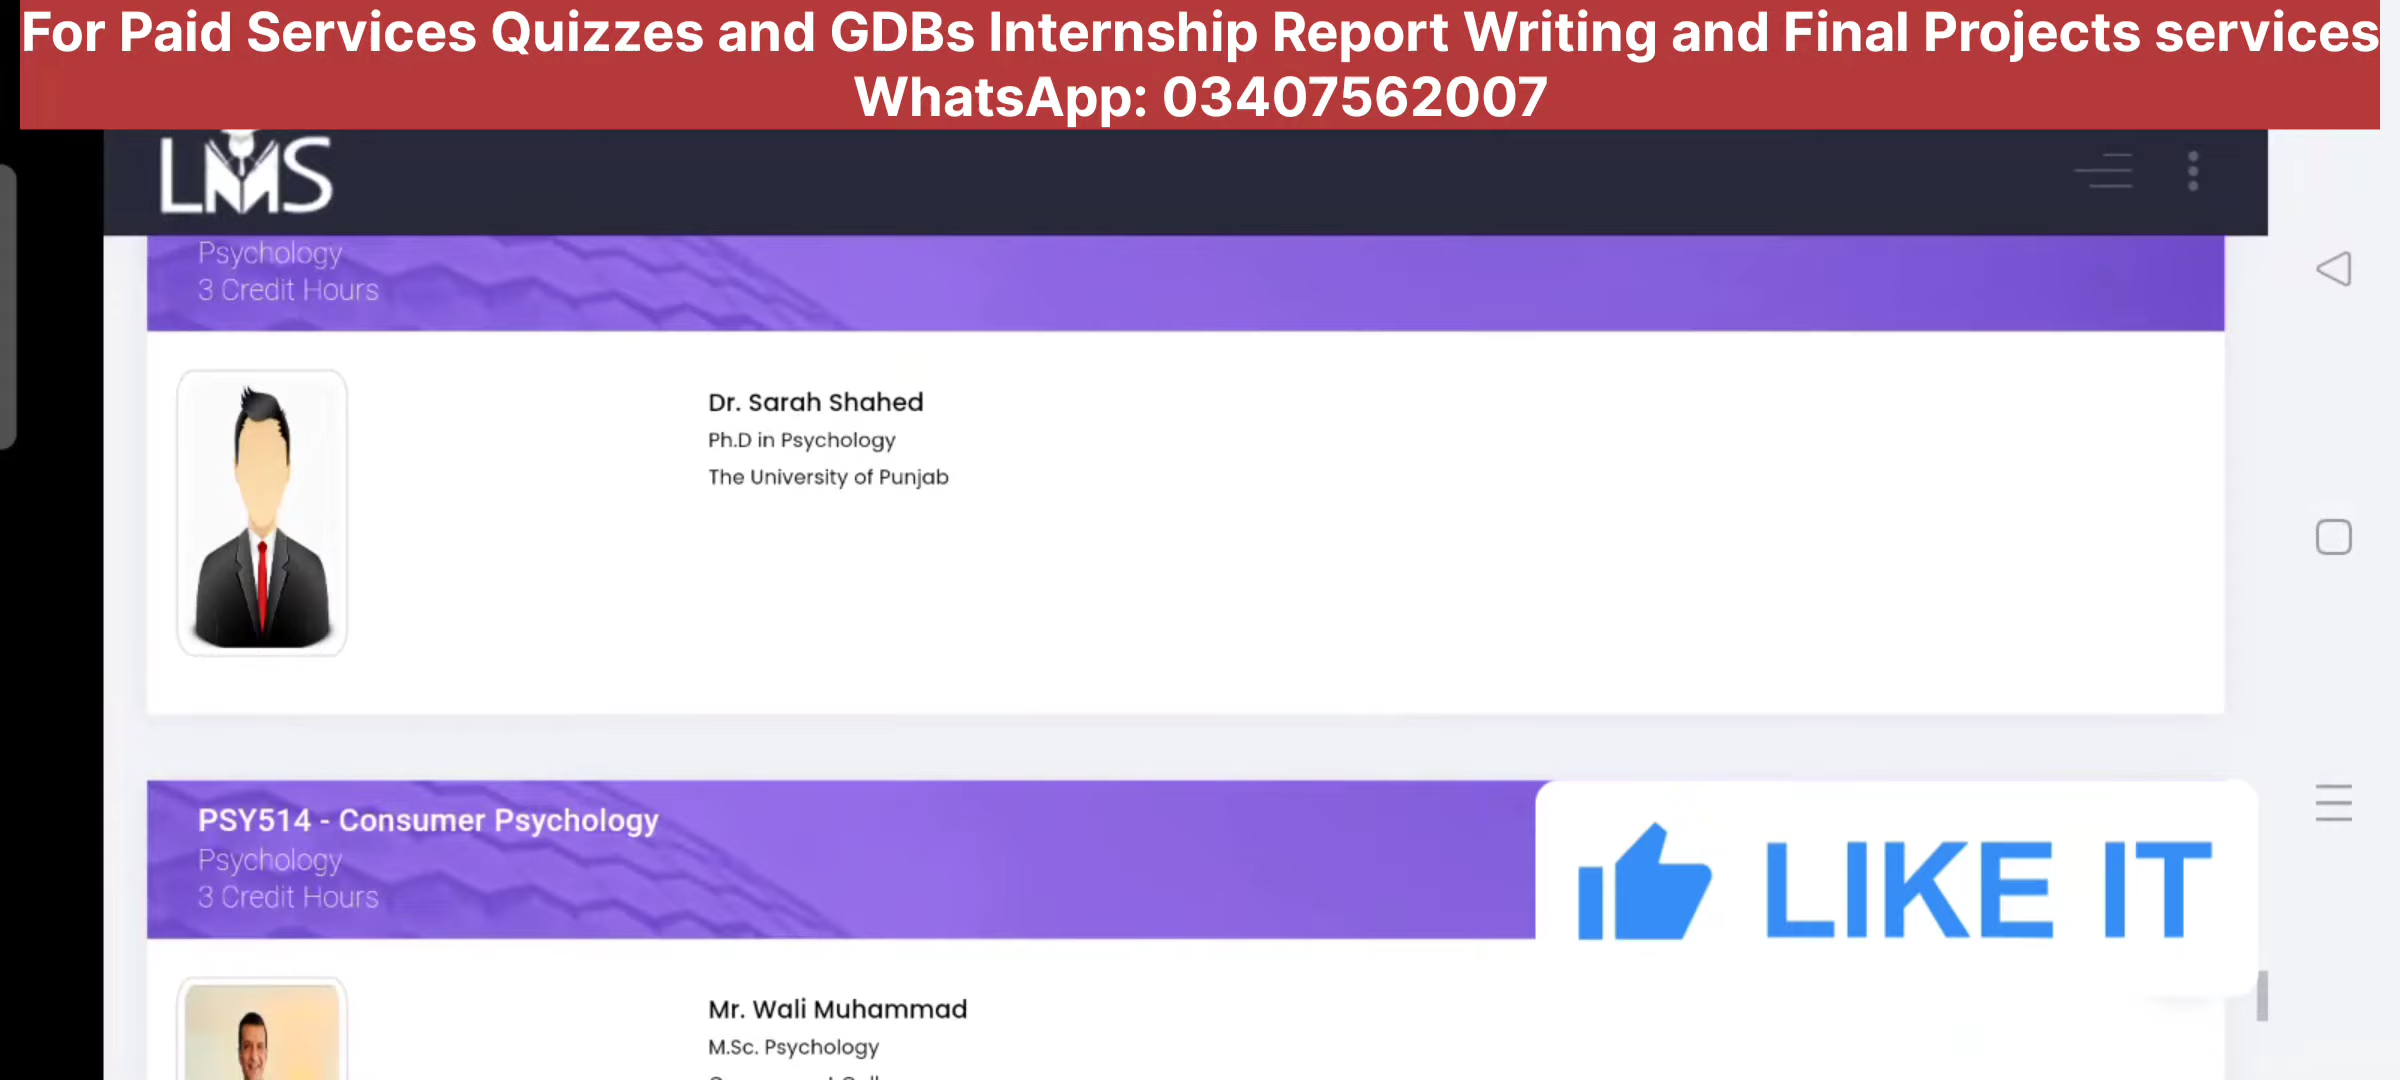 For Paid Services Quizzes and GDBs Internship Report Writing and Final Projects services
WhatsApp: 03407562007
LMS
Psychology
3 Credit Hours
Dr. Sarah Shahed
Ph.D in Psychology
The University of Punjab
PSY514 - Consumer Psychology
Psychology
3 Credit Hours
LIKE IT
Mr. Wali Muhammad
M.Sc. Psychology